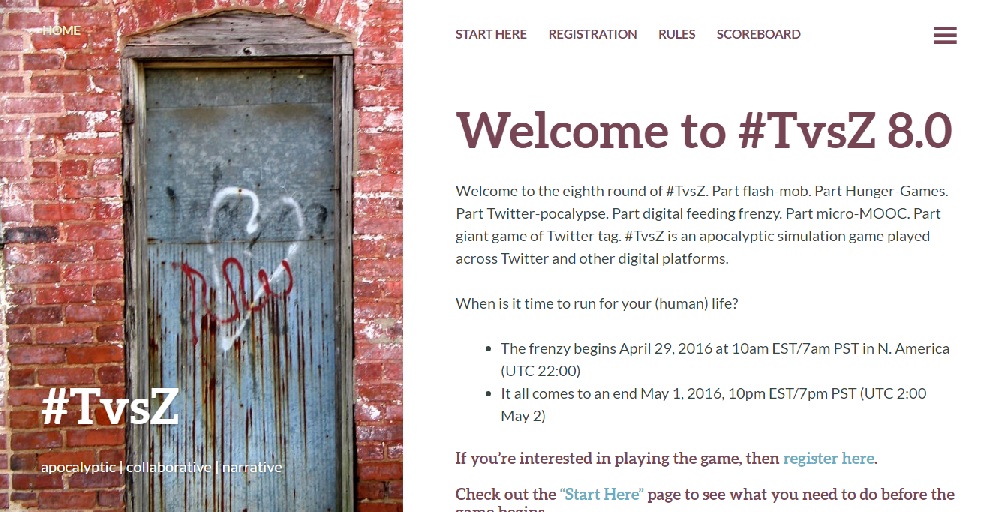 HOME
START HERE REGISTRATION RULES SCOREBOARD
Welcome to #TvsZ 8.0
Welcome to the eighth round of #TvsZ. Part flash mob. Part Hunger Games.
Part Twitter-pocalypse. Part digital feeding frenzy. Part micro-MOOC. Part
giant game of Twitter tag. #TvsZ is an apocalyptic simulation game played
across Twitter and other digital platforms.
When is it time to run for your (human) life?
• The frenzy begins April 29, 2016 at 10am EST/7am PST in N. America
(UTC 22:00)
• It all comes to an end May 1, 2016, 10pm EST/7pm PST (UTC 2:00
May 2)
If you're interested in playing the game, then register here.
Check out the “Start Here” page to see what you need to do before the
game begins
#TvsZ
apocalyptic | collaborative | narrative